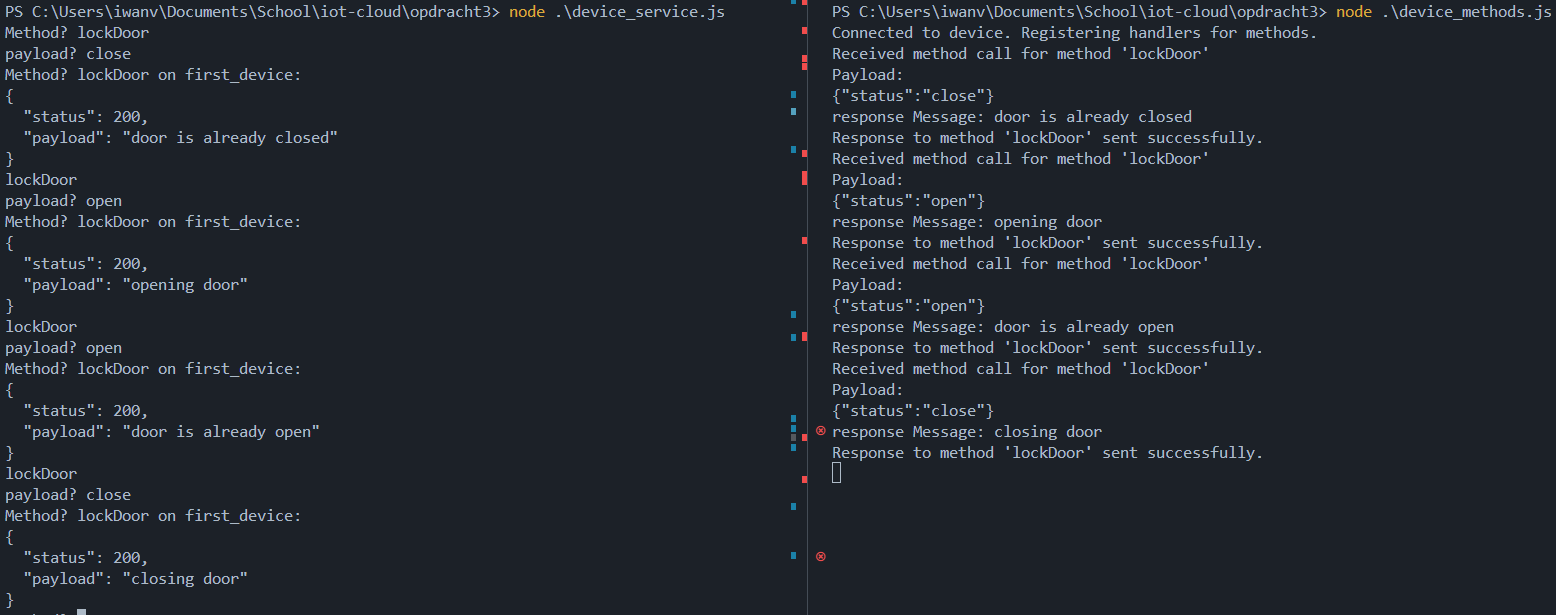 PS C:\Users\iwanv\Documents\School\iot-cloud\opdracht3> node .\device_service.js
Method? lockDoor
payload? close
Method? lockDoor on first_device:
{
  "status": 200,
  "payload": "door is already closed"
}
lockDoor
payload? open
Method? lockDoor on first_device:
{
  "status": 200,
  "payload": "opening door"
}
lockDoor
payload? open
Method? lockDoor on first_device:
{
  "status": 200,
  "payload": "door is already open"
}
lockDoor
payload? close
Method? lockDoor on first_device:
{
  "status": 200,
  "payload": "closing door"
}
PS C:\Users\iwanv\Documents\School\iot-cloud\opdracht3> node .\device_methods.js
Connected to device. Registering handlers for methods.
Received method call for method 'lockDoor'
Payload:
{"status":"close"}
response Message: door is already closed
Response to method 'lockDoor' sent successfully.
Received method call for method 'lockDoor'
Payload:
{"status":"open"}
response Message: opening door
Response to method 'lockDoor' sent successfully.
Received method call for method 'lockDoor'
Payload:
{"status":"open"}
response Message: door is already open
Response to method 'lockDoor' sent successfully.
Received method call for method 'lockDoor'
Payload:
{"status":"close"}
response Message: closing door
Response to method 'lockDoor' sent successfully.